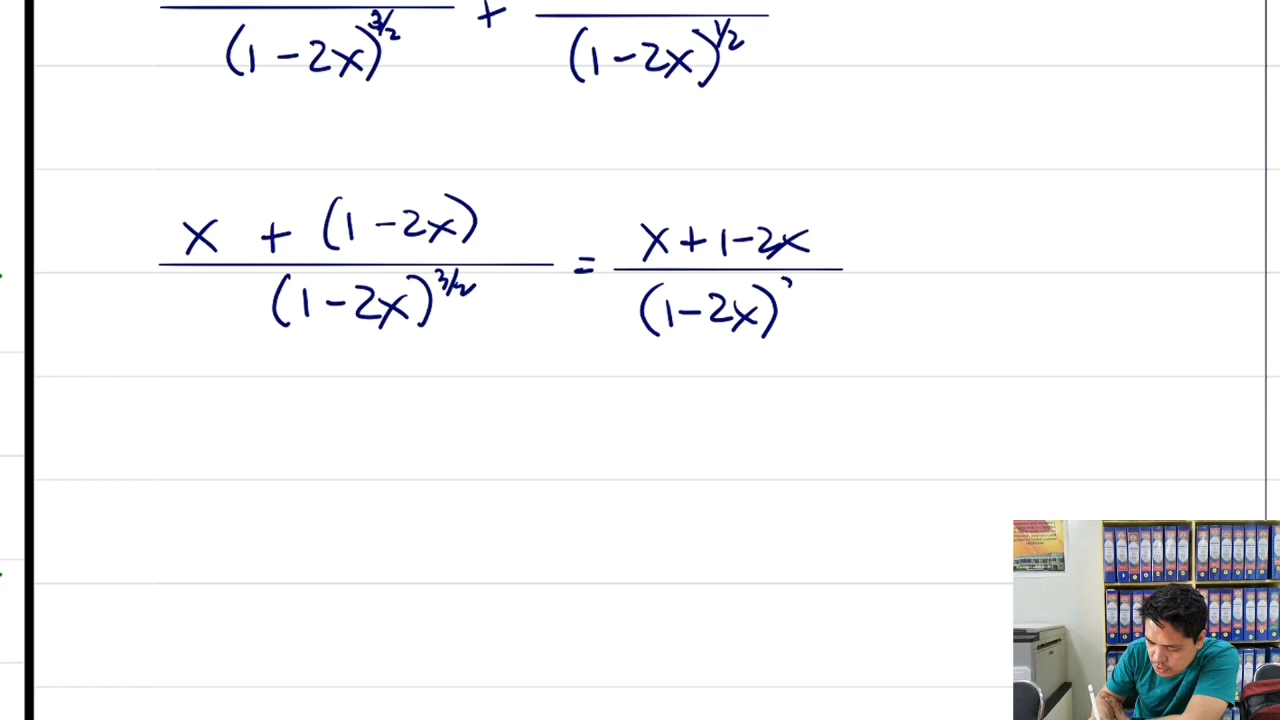 +
(1-2x)^3/2 (1-2x)^1/2
x + (1-2x) = x+1-2x
(1-2x)^3/2 (1-2x)